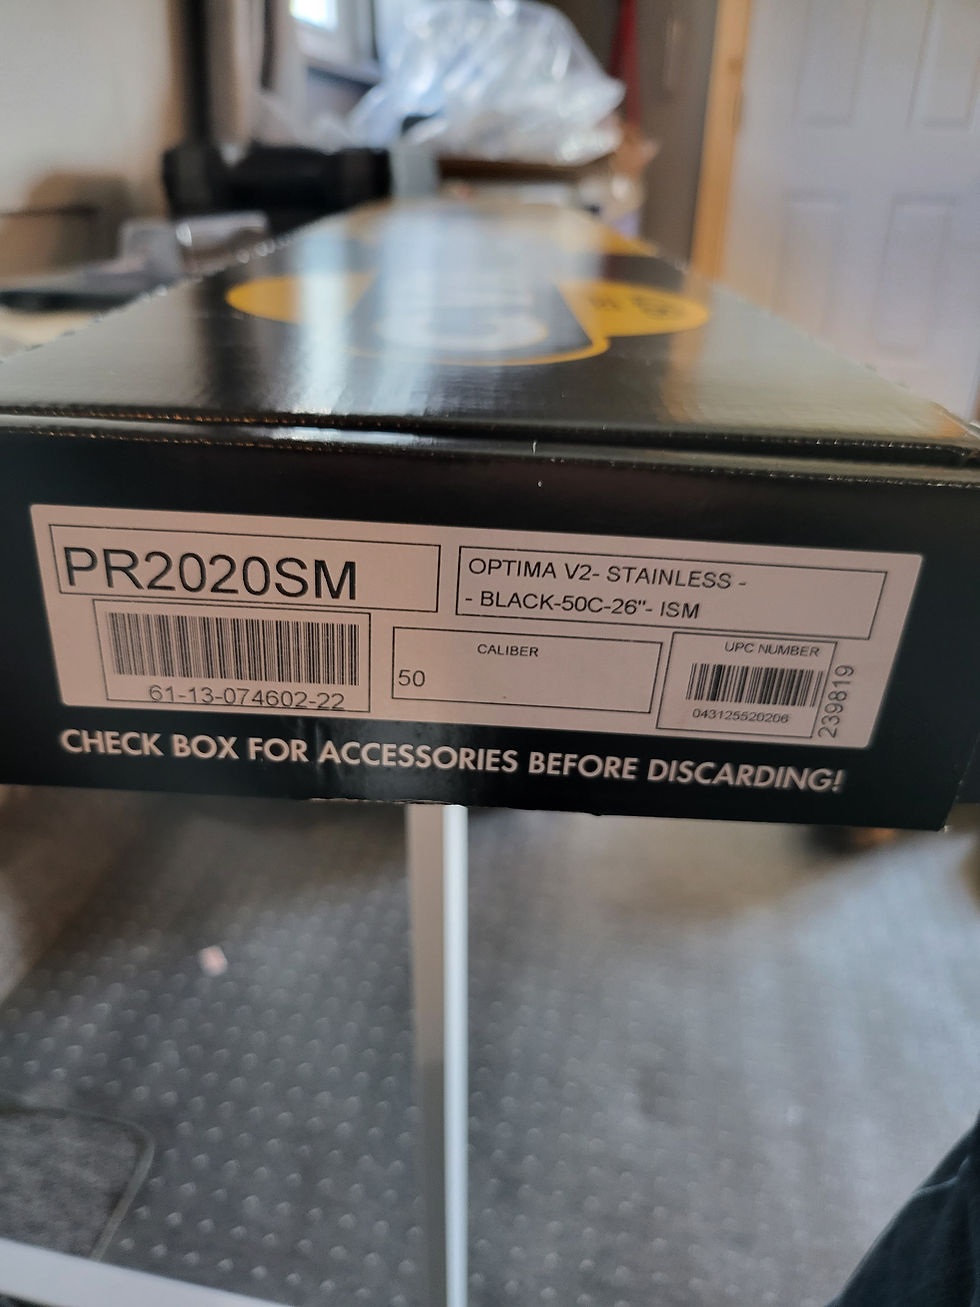 PR2020SM
OPTIMA V2- STAINLESS -
- BLACK-50C-26"- ISM
61-13-074602-22
CALIBER
50
UPC NUMBER
043125520206
239819
CHECK BOX FOR ACCESSORIES BEFORE DISCARDING!